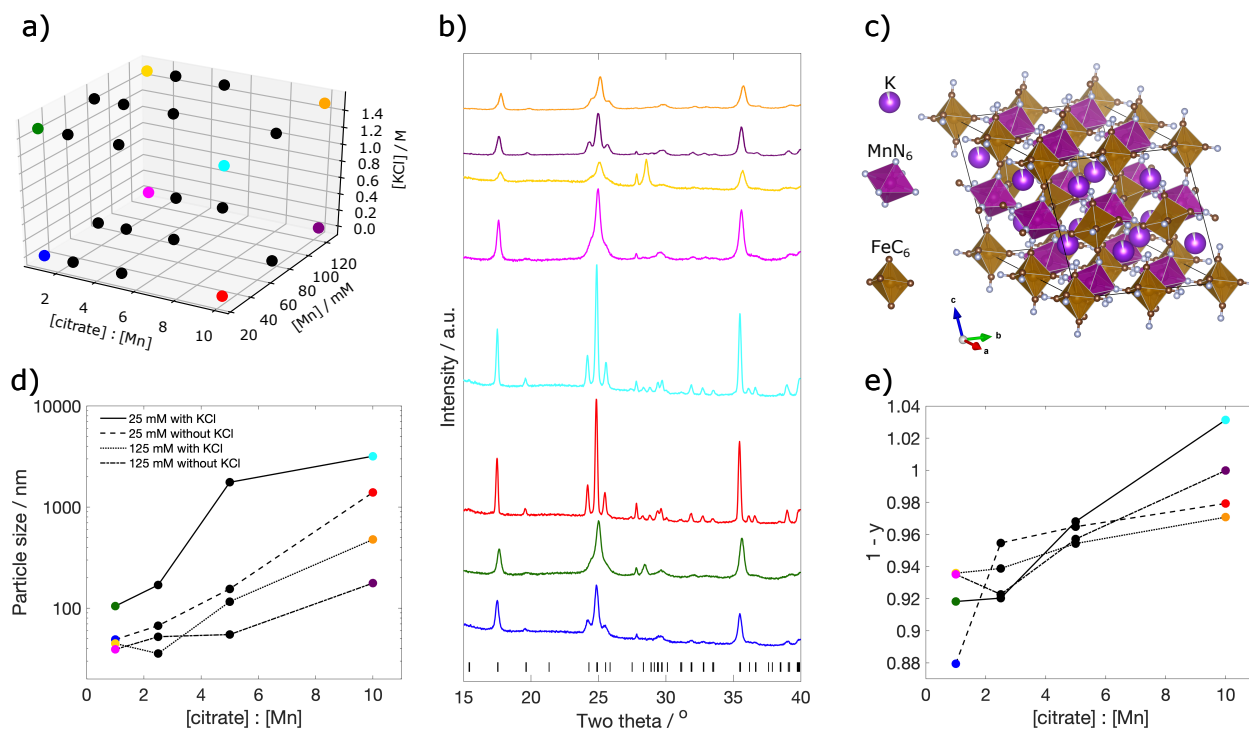 a)
1.4
1.2
1.0
0.8
0.6
0.4
0.2
0.0
[KCl] / M
2
4
6
8
10
[citrate] : [Mn]
20
40
60
80
100
120
[Mn] / mM
b)
Intensity / a.u.
15
20
25
30
35
40
Two theta / °
c)
K
MnN₆
FeC₆
c
b
a
d)
10000
1000
100
Particle size / nm
25 mM with KCl
25 mM without KCl
125 mM with KCl
125 mM without KCl
0
2
4
6
8
10
[citrate] : [Mn]
e)
1.04
1.02
1
0.98
0.96
0.94
0.92
0.9
0.88
1 - y
0
2
4
6
8
10
[citrate] : [Mn]